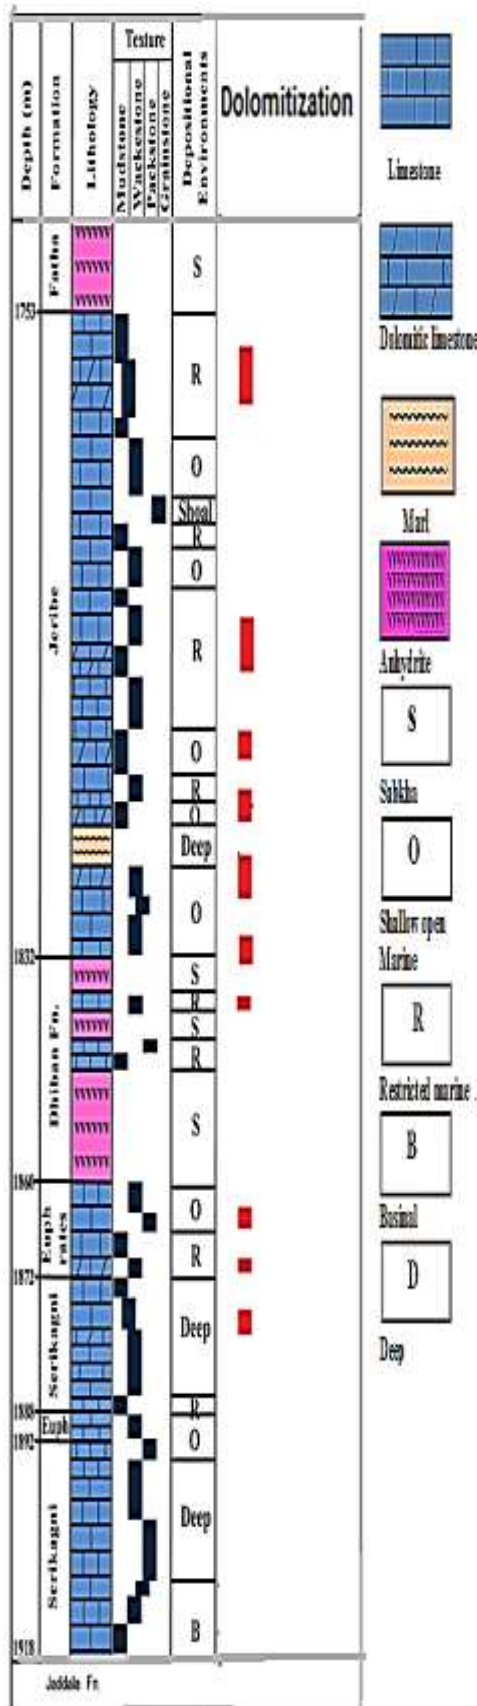 Depth (m)
Formation
Lithology
Texture
Mudstone
Wackestone
Packstone
Grainstone
Depositional
Environments
Dolomitization
Fatha
S
1753
Jeribe
R
O
Shoal
R
O
R
O
R
O
Deep
O
1832
Dhiban Fn.
S
R
S
R
S
1860
Euph
rates
O
R
1872
Serikagni
Deep
R
1888
Euph
O
1892
Serikagni
Deep
B
1918
Jaddala Fn
Limestone
Dolomitic limestone
Marl
Anhydrite
S
Sabkha
O
Shallow open
Marine
R
Restricted marine .
B
Basinal
D
Deep